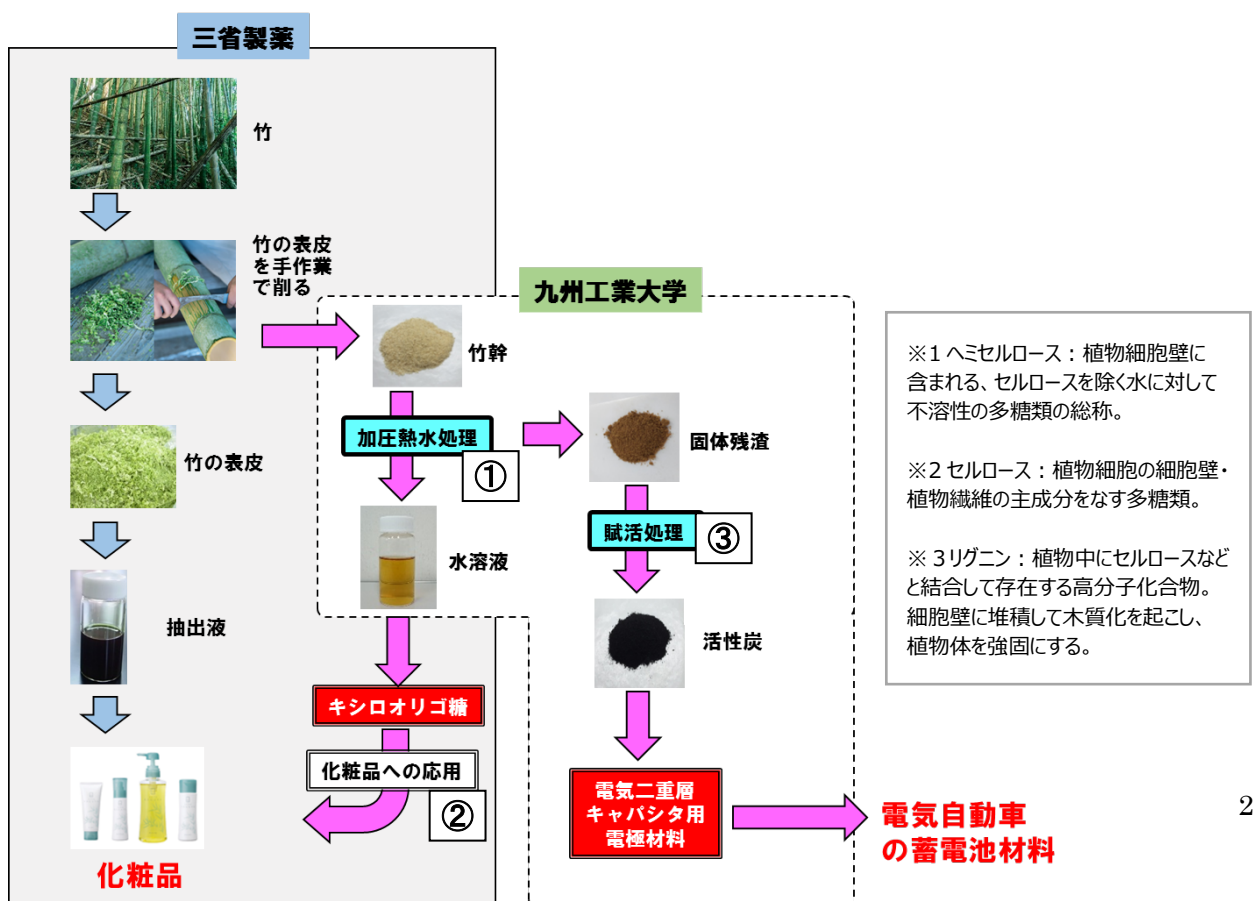 三省製薬
竹
竹の表皮
を手作業
で削る
竹の表皮
抽出液
化粧品
九州工業大学
竹幹
加圧熱水処理
①
水溶液
キシロオリゴ糖
化粧品への応用
②
固体残渣
賦活処理
③
活性炭
電気二重層
キャパシタ用
電極材料
電気自動車
の蓄電池材料
※1 ヘミセルロース：植物細胞壁に
含まれる、セルロースを除く水に対して
不溶性の多糖類の総称。
※2 セルロース：植物細胞の細胞壁・
植物繊維の主成分をなす多糖類。
※ 3リグニン：植物中にセルロースなど
と結合して存在する高分子化合物。
細胞壁に堆積して木質化を起こし、
植物体を強固にする。
2